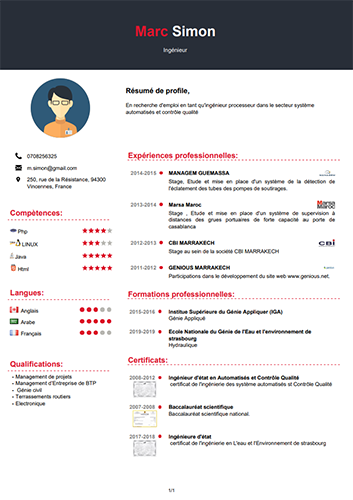 Marc Simon
Ingénieur
Résumé de profile,
En recherche d'emploi en tant qu'ingénieur processeur dans le secteur système
automatisés et contrôle qualité
0708256325
m.simon@gmail.com
250, rue de la Résistance, 94300
Vincennes, France
Compétences:
Php
LINUX
Java
Html
Langues:
Anglais
Arabe
Français
Qualifications:
- Management de projets
- Management d'Entreprise de BTP
- Génie civil
- Terrassements routiers
- Electronique
Expériences professionnelles:
2014-2015 MANAGEM GUEMASSA
Stage, Etude et mise en place d'un système de la détection de
l'éclatement des tubes des pompes de soutirages.
2013-2014 Marsa Maroc
Marsa
Maroc
Stage , Etude et mise en place d'un système de supervision à
distances des grues portuaires de forte capacité au porte de
casablanca
2012-2013 CBI MARRAKECH
CBI
Stage au sein de la société CBI MARRAKECH
2011-2012 GENIOUS MARRAKECH
Participations dans le développement du site web www.genious.net.
Formations professionnelles:
2015-2016 Institue Supérieurs du Génie Appliquer (IGA)
Génie Appliqué
2010-2019 Ecole Nationale du Génie de l'Eau et l'environnement de
strasbourg
Hydraulique
Certificats:
2008-2012 Ingénieur d'état en Automatisés et Contrôle Qualité
certificat de l'ingénierie des système automatisés st Contrôle Qualité
2007-2008 Baccalauréat scientifique
Baccalauréat scientifique national.
2017-2018 Ingénieure d'état
certificat de l'ingénierie en L'eau et l'Environnement de strasbourg
1/1